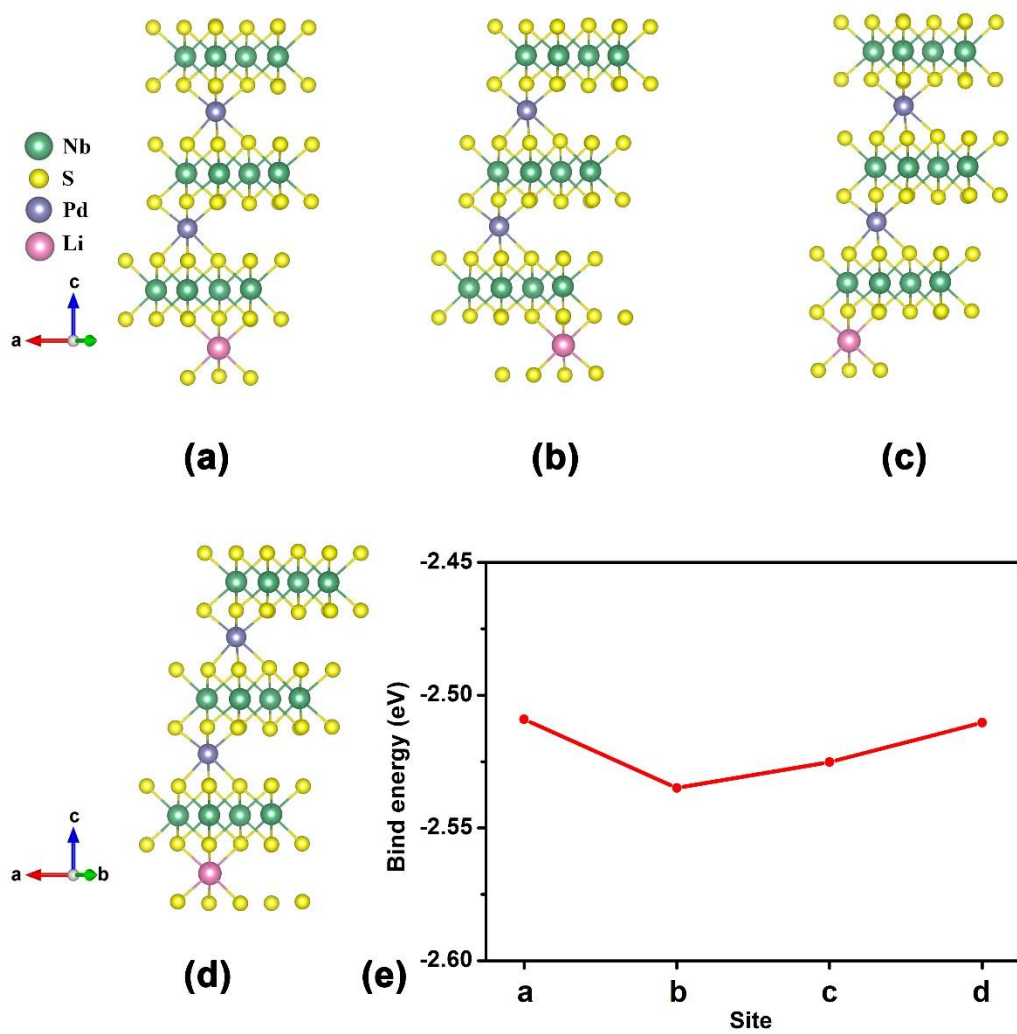 Nb
S
Pd
Li
c
a
(a)
(b)
(c)
c
a
b
(d)
(e)
Bind energy (eV)
-2.45
-2.50
-2.55
-2.60
a
b
c
d
Site